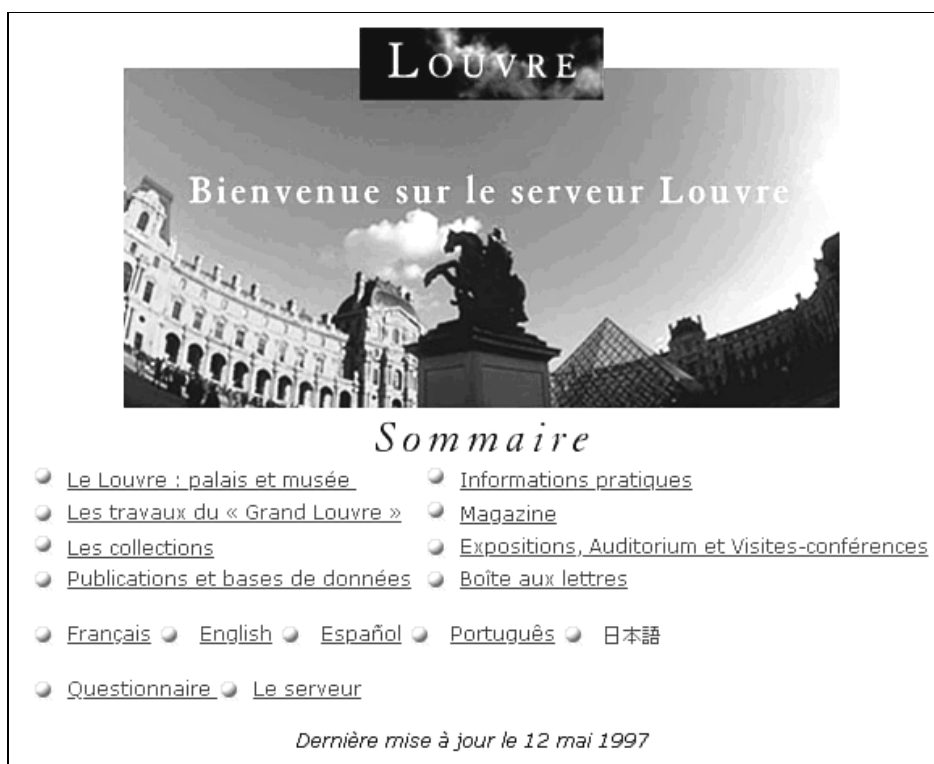 LOUVRE
Bienvenue sur le serveur Louvre
Sommaire
Le Louvre : palais et musée
Informations pratiques
Les travaux du « Grand Louvre »
Magazine
Les collections
Expositions, Auditorium et Visites-conférences
Publications et bases de données
Boîte aux lettres
Français English Español Português 日本語
Questionnaire Le serveur
Dernière mise à jour le 12 mai 1997